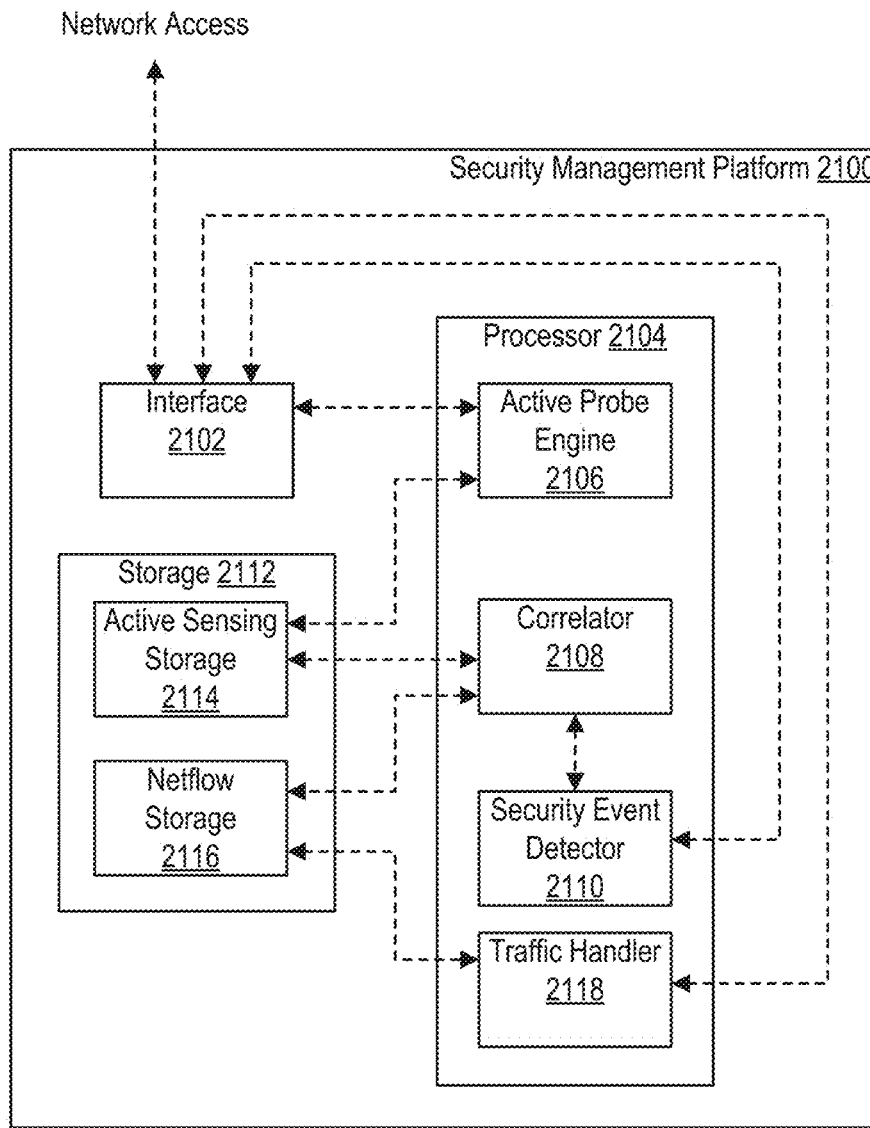 Network Access
Security Management Platform 2100
Processor 2104
Interface
2102
Active Probe
Engine
2106
Storage 2112
Active Sensing
Storage
2114
Correlator
2108
Netflow
Storage
2116
Security Event
Detector
2110
Traffic Handler
2118